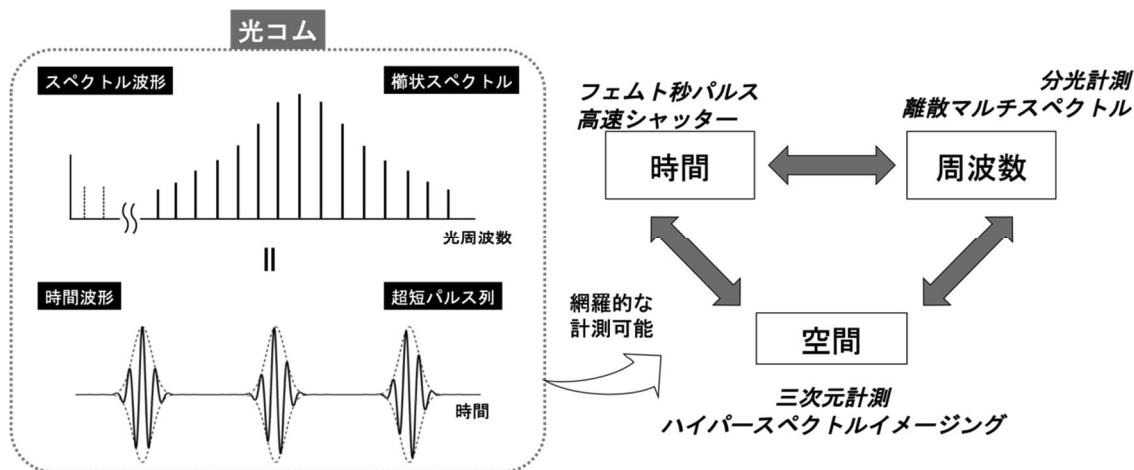 光コム
スペクトル波形
櫛状スペクトル
光周波数
時間波形
超短パルス列
時間
網羅的な
計測可能
フェムト秒パルス
高速シャッター
時間
分光計測
離散マルチスペクトル
周波数
空間
三次元計測
ハイパースペクトルイメージング